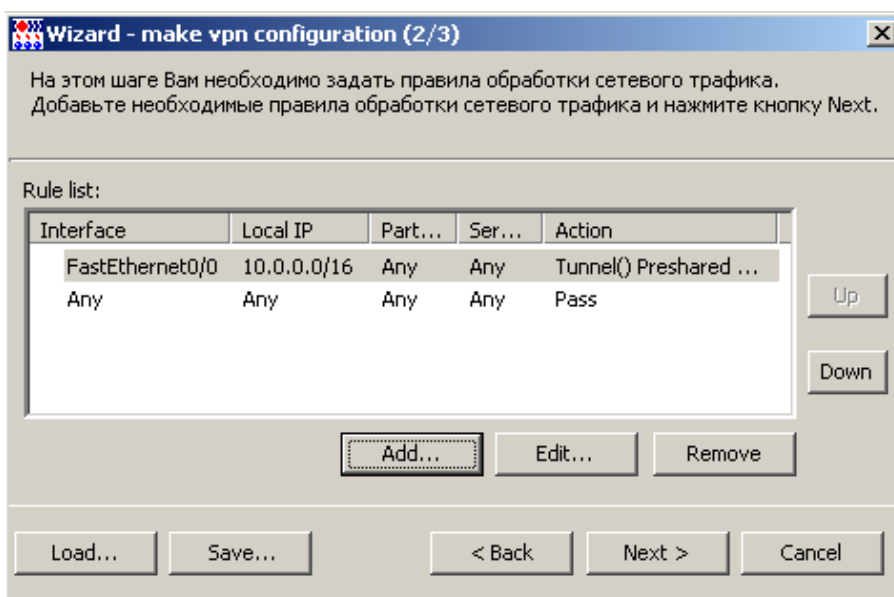 Wizard - make vpn configuration (2/3)
На этом шаге Вам необходимо задать правила обработки сетевого трафика.
Добавьте необходимые правила обработки сетевого трафика и нажмите кнопку Next.
Rule list:
Interface Local IP Part... Ser... Action
FastEthernet0/0 10.0.0.0/16 Any Any Tunnel() Preshared ...
Any Any Any Any Pass
Up
Down
Add... Edit... Remove
Load... Save... < Back Next > Cancel